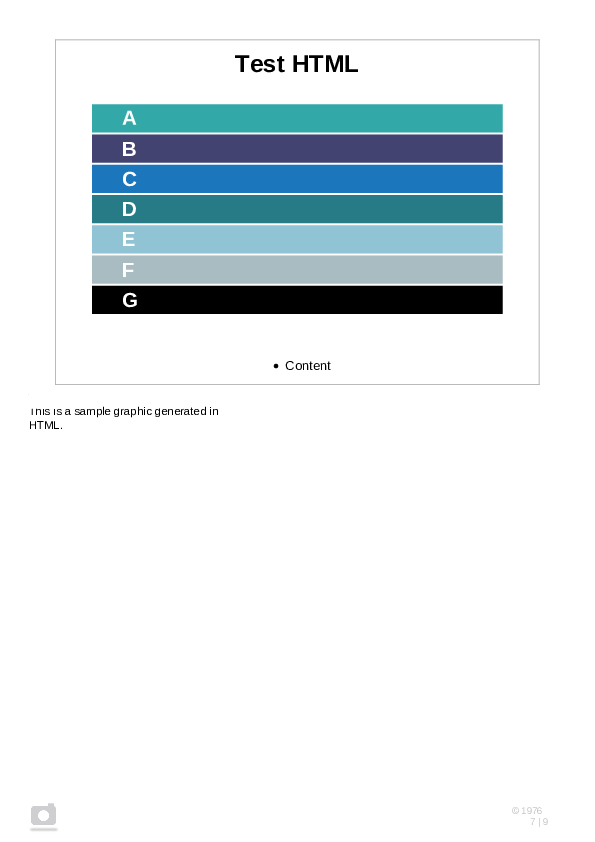 Test HTML
A
B
C
D
E
F
G
• Content
This is a sample graphic generated in
HTML.
© 1976
7 | 9